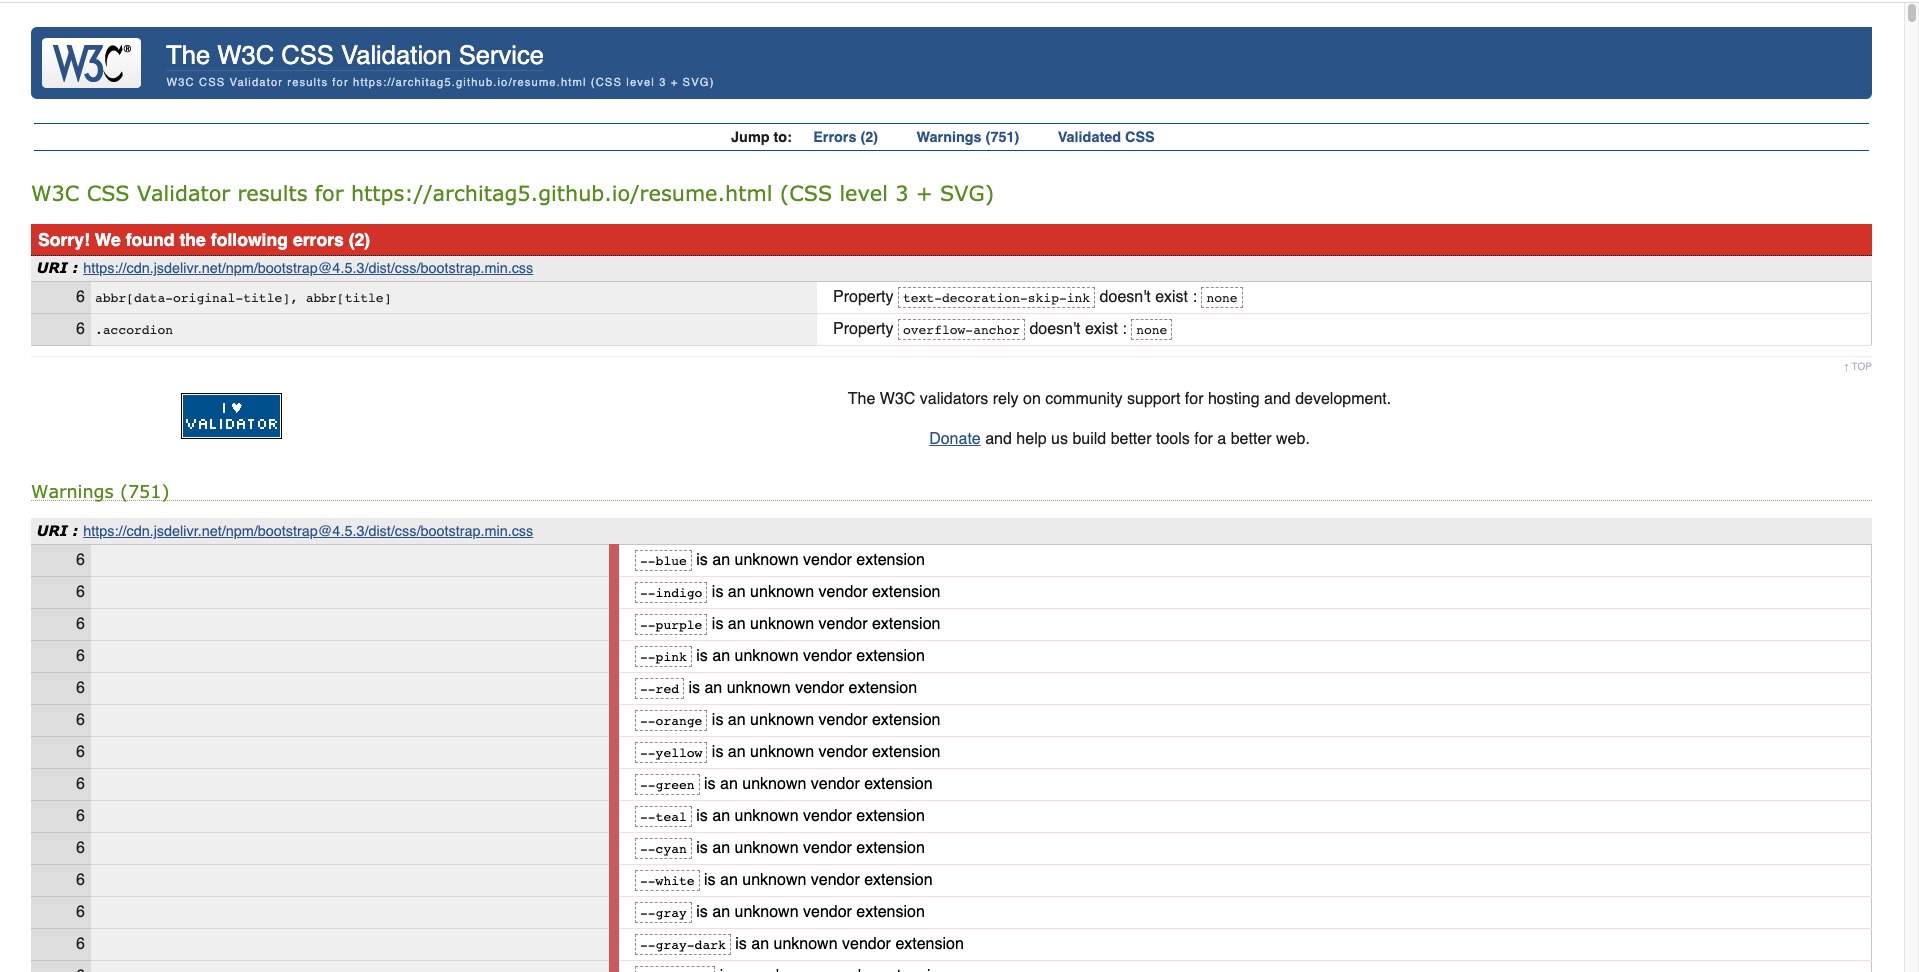 W3C®
The W3C CSS Validation Service
W3C CSS Validator results for https://architag5.github.io/resume.html (CSS level 3 + SVG)
Jump to: Errors (2) Warnings (751) Validated CSS
W3C CSS Validator results for https://architag5.github.io/resume.html (CSS level 3 + SVG)
Sorry! We found the following errors (2)
URI : https://cdn.jsdelivr.net/npm/bootstrap@4.5.3/dist/css/bootstrap.min.css
6 abbr[data-original-title], abbr[title] Property text-decoration-skip-ink doesn't exist : none
6 .accordion Property overflow-anchor doesn't exist : none
↑ TOP
I ♥
VALIDATOR
The W3C validators rely on community support for hosting and development.
Donate and help us build better tools for a better web.
Warnings (751)
URI : https://cdn.jsdelivr.net/npm/bootstrap@4.5.3/dist/css/bootstrap.min.css
6 --blue is an unknown vendor extension
6 --indigo is an unknown vendor extension
6 --purple is an unknown vendor extension
6 --pink is an unknown vendor extension
6 --red is an unknown vendor extension
6 --orange is an unknown vendor extension
6 --yellow is an unknown vendor extension
6 --green is an unknown vendor extension
6 --teal is an unknown vendor extension
6 --cyan is an unknown vendor extension
6 --white is an unknown vendor extension
6 --gray is an unknown vendor extension
6 --gray-dark is an unknown vendor extension